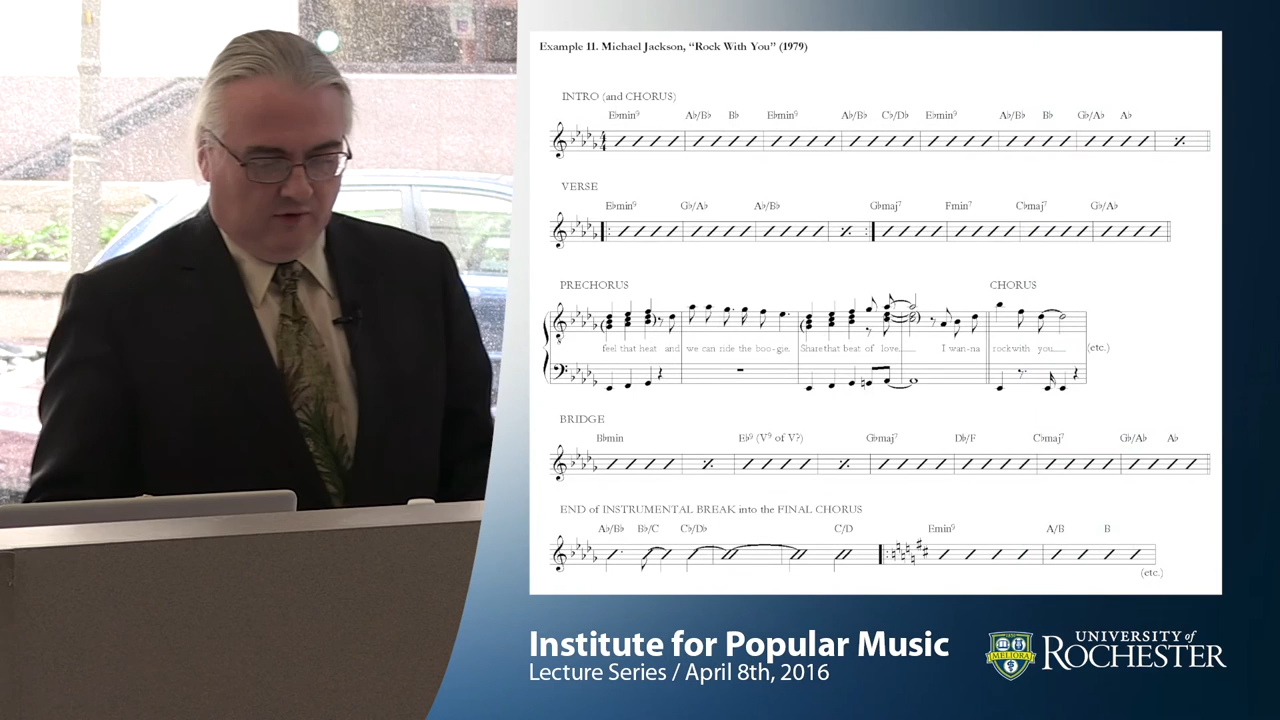 Example 11. Michael Jackson, “Rock With You” (1979)
INTRO (and CHORUS)
E♭min⁹ A♭/B♭ B♭ E♭min⁹ A♭/B♭ C♭/D♭ E♭min⁹ A♭/B♭ B♭ G♭/A♭ A♭
VERSE
E♭min⁹ G♭/A♭ A♭/B♭ G♭maj⁷ Fmin⁷ C♭maj⁷ G♭/A♭
PRECHORUS CHORUS
feel that heat and we can ride the boo-gie, Share that beat of love, I wan-na rock with you (etc.)
BRIDGE
B♭min E♭⁹ (V⁹ of V?) G♭maj⁷ D♭/F C♭maj⁷ G♭/A♭ A♭
END of INSTRUMENTAL BREAK into the FINAL CHORUS
A♭/B♭ B♭/C C♭/D♭ C/D Emin⁹ A/B B
(etc.)
Institute for Popular Music
Lecture Series / April 8th, 2016
MELIORA
UNIVERSITY of
ROCHESTER